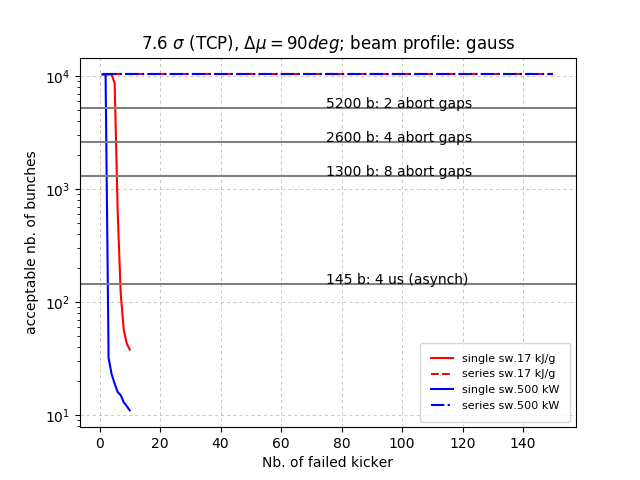 7.6 σ (TCP), Δμ = 90deg; beam profile: gauss
acceptable nb. of bunches
10⁴
10³
10²
10¹
5200 b: 2 abort gaps
2600 b: 4 abort gaps
1300 b: 8 abort gaps
145 b: 4 us (asynch)
single sw.17 kJ/g
series sw.17 kJ/g
single sw.500 kW
series sw.500 kW
0 20 40 60 80 100 120 140
Nb. of failed kicker